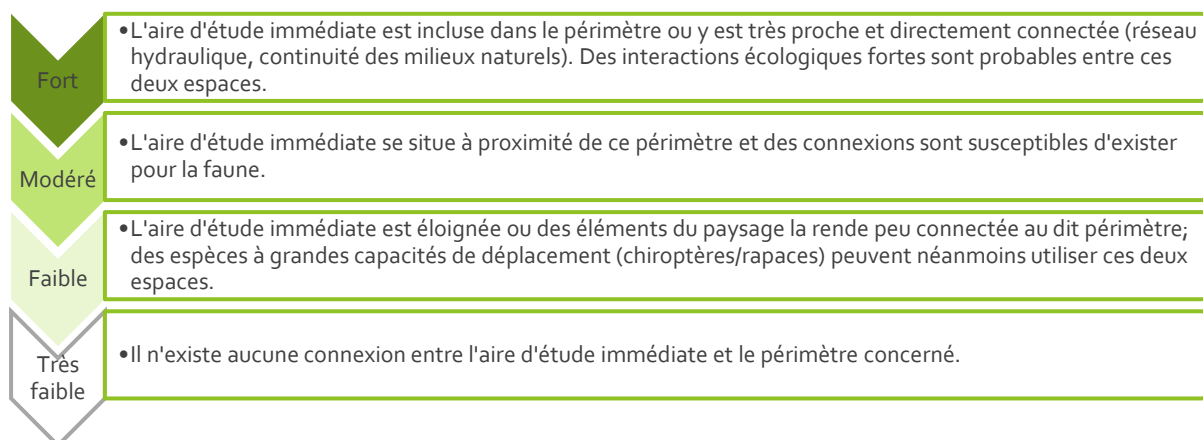 Fort
•L'aire d'étude immédiate est incluse dans le périmètre ou y est très proche et directement connectée (réseau
hydraulique, continuité des milieux naturels). Des interactions écologiques fortes sont probables entre ces
deux espaces.
Modéré
•L'aire d'étude immédiate se situe à proximité de ce périmètre et des connexions sont susceptibles d'exister
pour la faune.
Faible
•L'aire d'étude immédiate est éloignée ou des éléments du paysage la rende peu connectée au dit périmètre;
des espèces à grandes capacités de déplacement (chiroptères/rapaces) peuvent néanmoins utiliser ces deux
espaces.
Très
faible
•Il n'existe aucune connexion entre l'aire d'étude immédiate et le périmètre concerné.